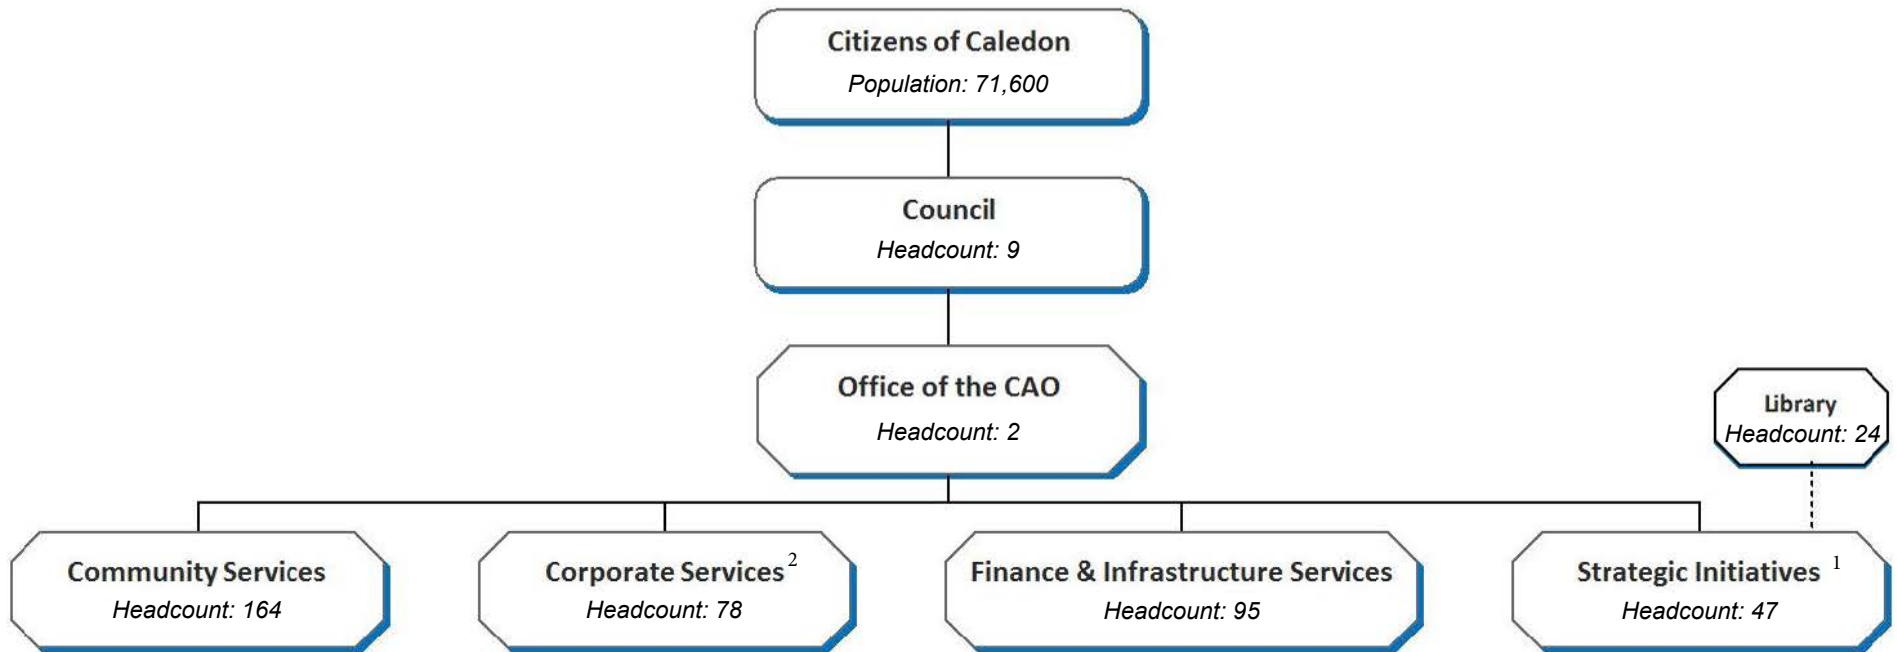 Citizens of Caledon
Population: 71,600
Council
Headcount: 9
Office of the CAO
Headcount: 2
Library
Headcount: 24
Community Services
Headcount: 164
Corporate Services 2
Headcount: 78
Finance & Infrastructure Services
Headcount: 95
Strategic Initiatives 1
Headcount: 47